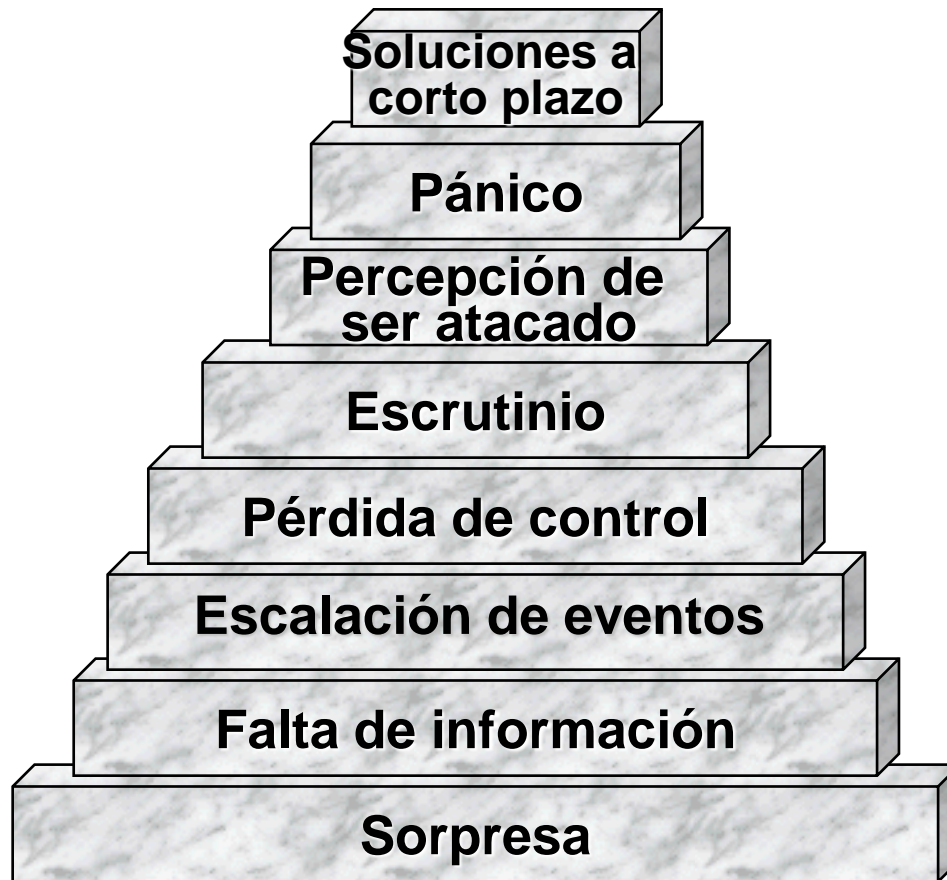 Soluciones a
corto plazo
Pánico
Percepción de
ser atacado
Escrutinio
Pérdida de control
Escalación de eventos
Falta de información
Sorpresa